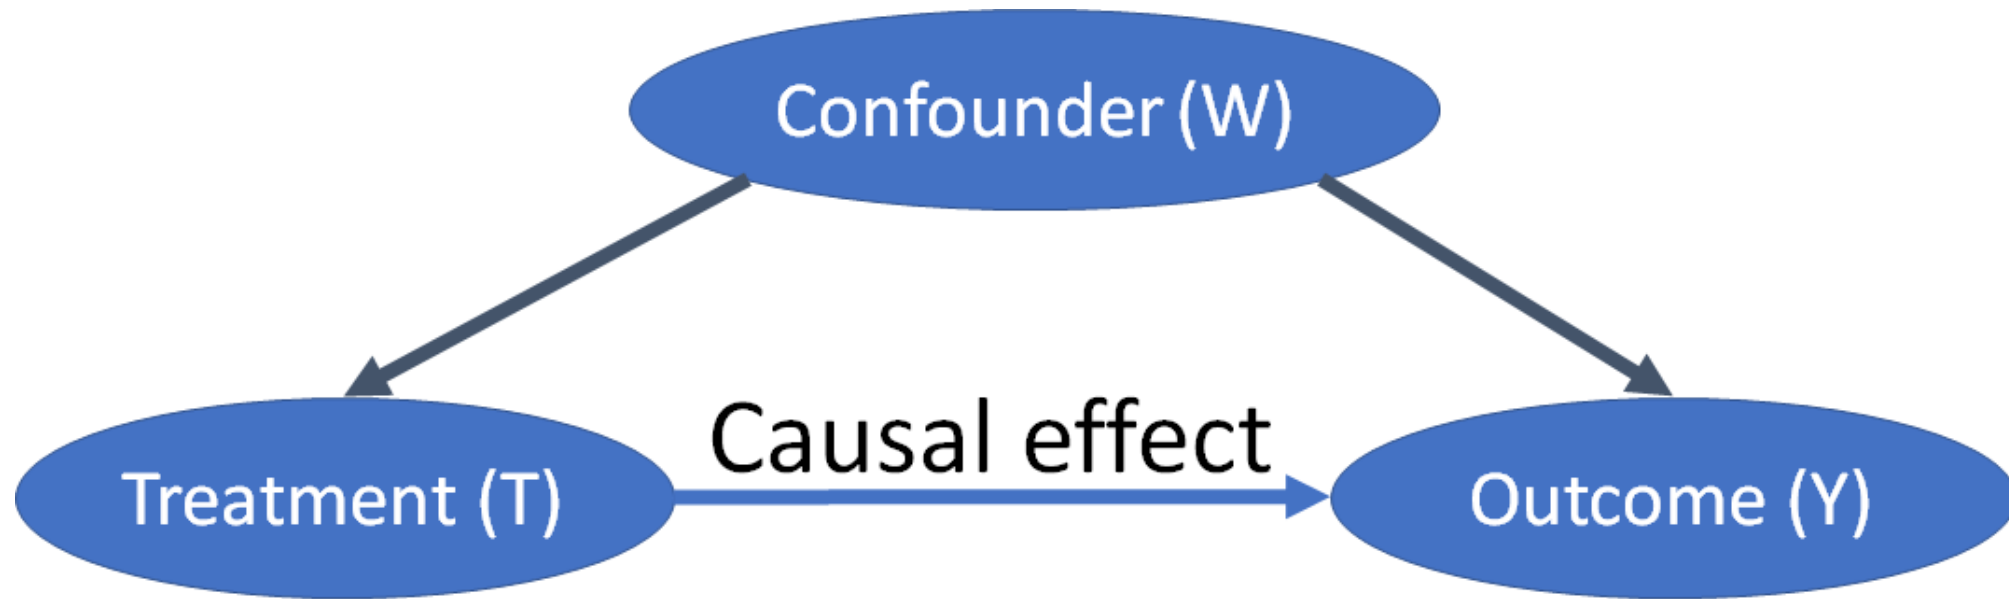 Confounder (W)
Causal effect
Treatment (T)
Outcome (Y)